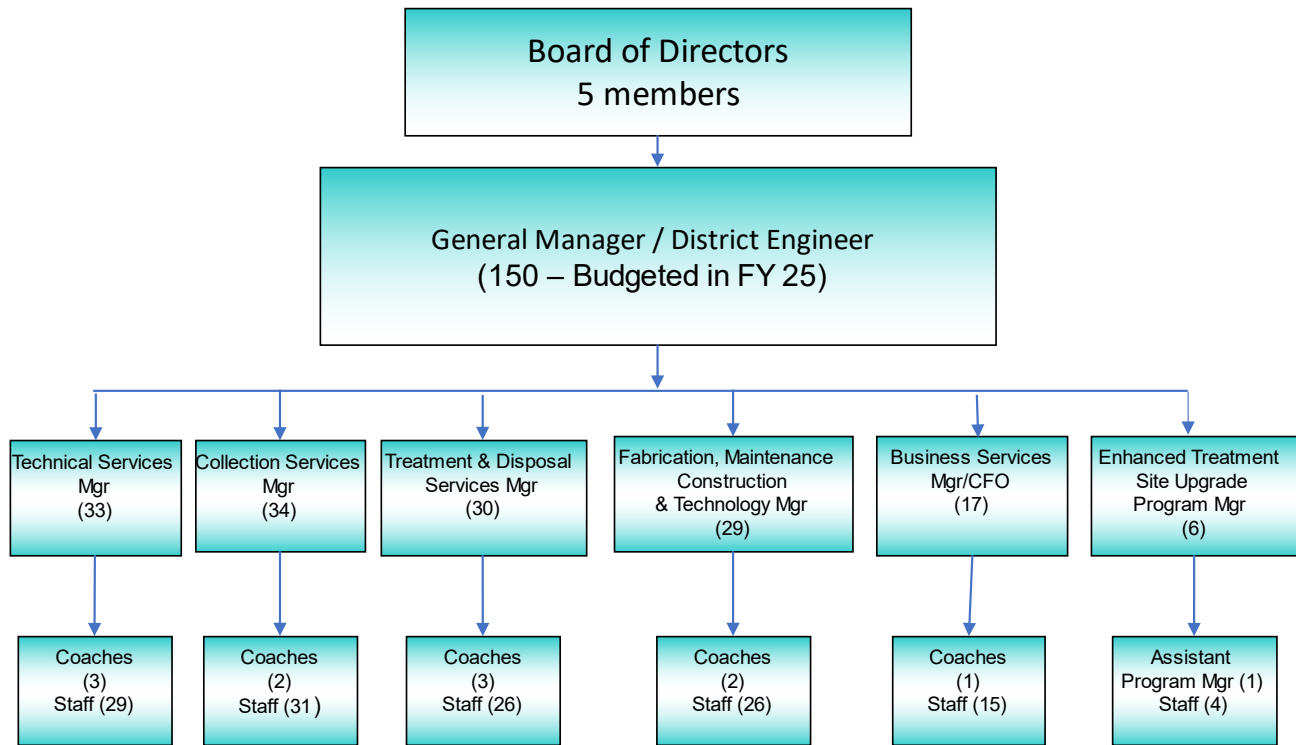 Board of Directors
5 members
General Manager / District Engineer
(150 – Budgeted in FY 25)
Technical Services
Mgr
(33)
Collection Services
Mgr
(34)
Treatment & Disposal
Services Mgr
(30)
Fabrication, Maintenance
Construction
& Technology Mgr
(29)
Business Services
Mgr/CFO
(17)
Enhanced Treatment
Site Upgrade
Program Mgr
(6)
Coaches
(3)
Staff (29)
Coaches
(2)
Staff (31)
Coaches
(3)
Staff (26)
Coaches
(2)
Staff (26)
Coaches
(1)
Staff (15)
Assistant
Program Mgr (1)
Staff (4)